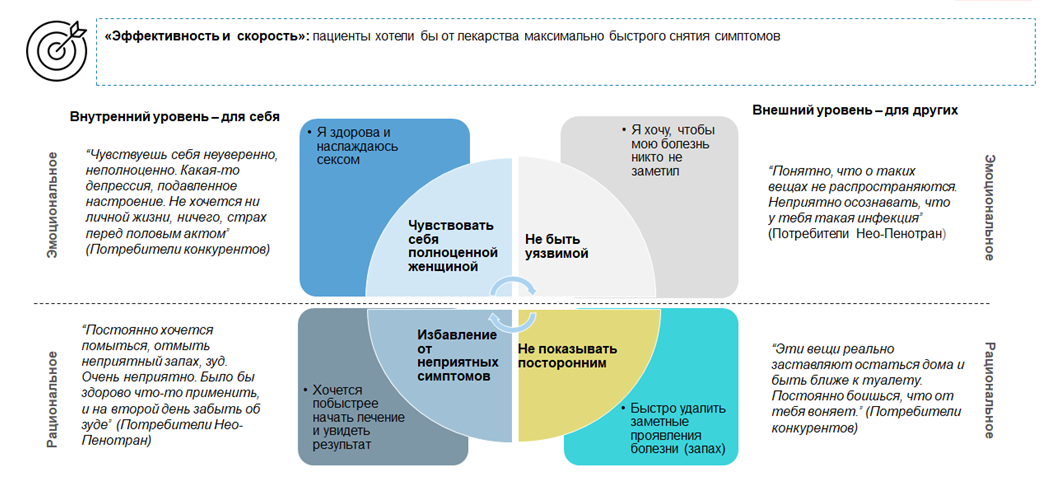 «Эффективность и скорость»: пациенты хотели бы от лекарства максимально быстрого снятия симптомов
Внутренний уровень – для себя
Внешний уровень – для других
Эмоциональное
“Чувствуешь себя неуверенно,
неполноценно. Какая-то
депрессия, подавленное
настроение. Не хочется ни
личной жизни, ничего, страх
перед половым актом”
(Потребители конкурентов)
• Я здорова и
наслаждаюсь
сексом
Чувствовать
себя
полноценной
женщиной
• Я хочу, чтобы
мою болезнь
никто не
заметил
Не быть
уязвимой
“Понятно, что о таких
вещах не распространяются.
Неприятно осознавать, что
у тебя такая инфекция”
(Потребители Нео-Пенотран)
Эмоциональное
Рациональное
“Постоянно хочется
помыться, отмыть
неприятный запах, зуд.
Очень неприятно. Было бы
здорово что-то применить,
и на второй день забыть об
зуде” (Потребители Нео-
Пенотран)
Избавление
от
неприятных
симптомов
• Хочется
побыстрее
начать лечение
и увидеть
результат
Не показывать
посторонним
• Быстро удалить
заметные
проявления
болезни (запах)
“Эти вещи реально
заставляют остаться дома и
быть ближе к туалету.
Постоянно боишься, что от
тебя воняет.” (Потребители
конкурентов)
Рациональное